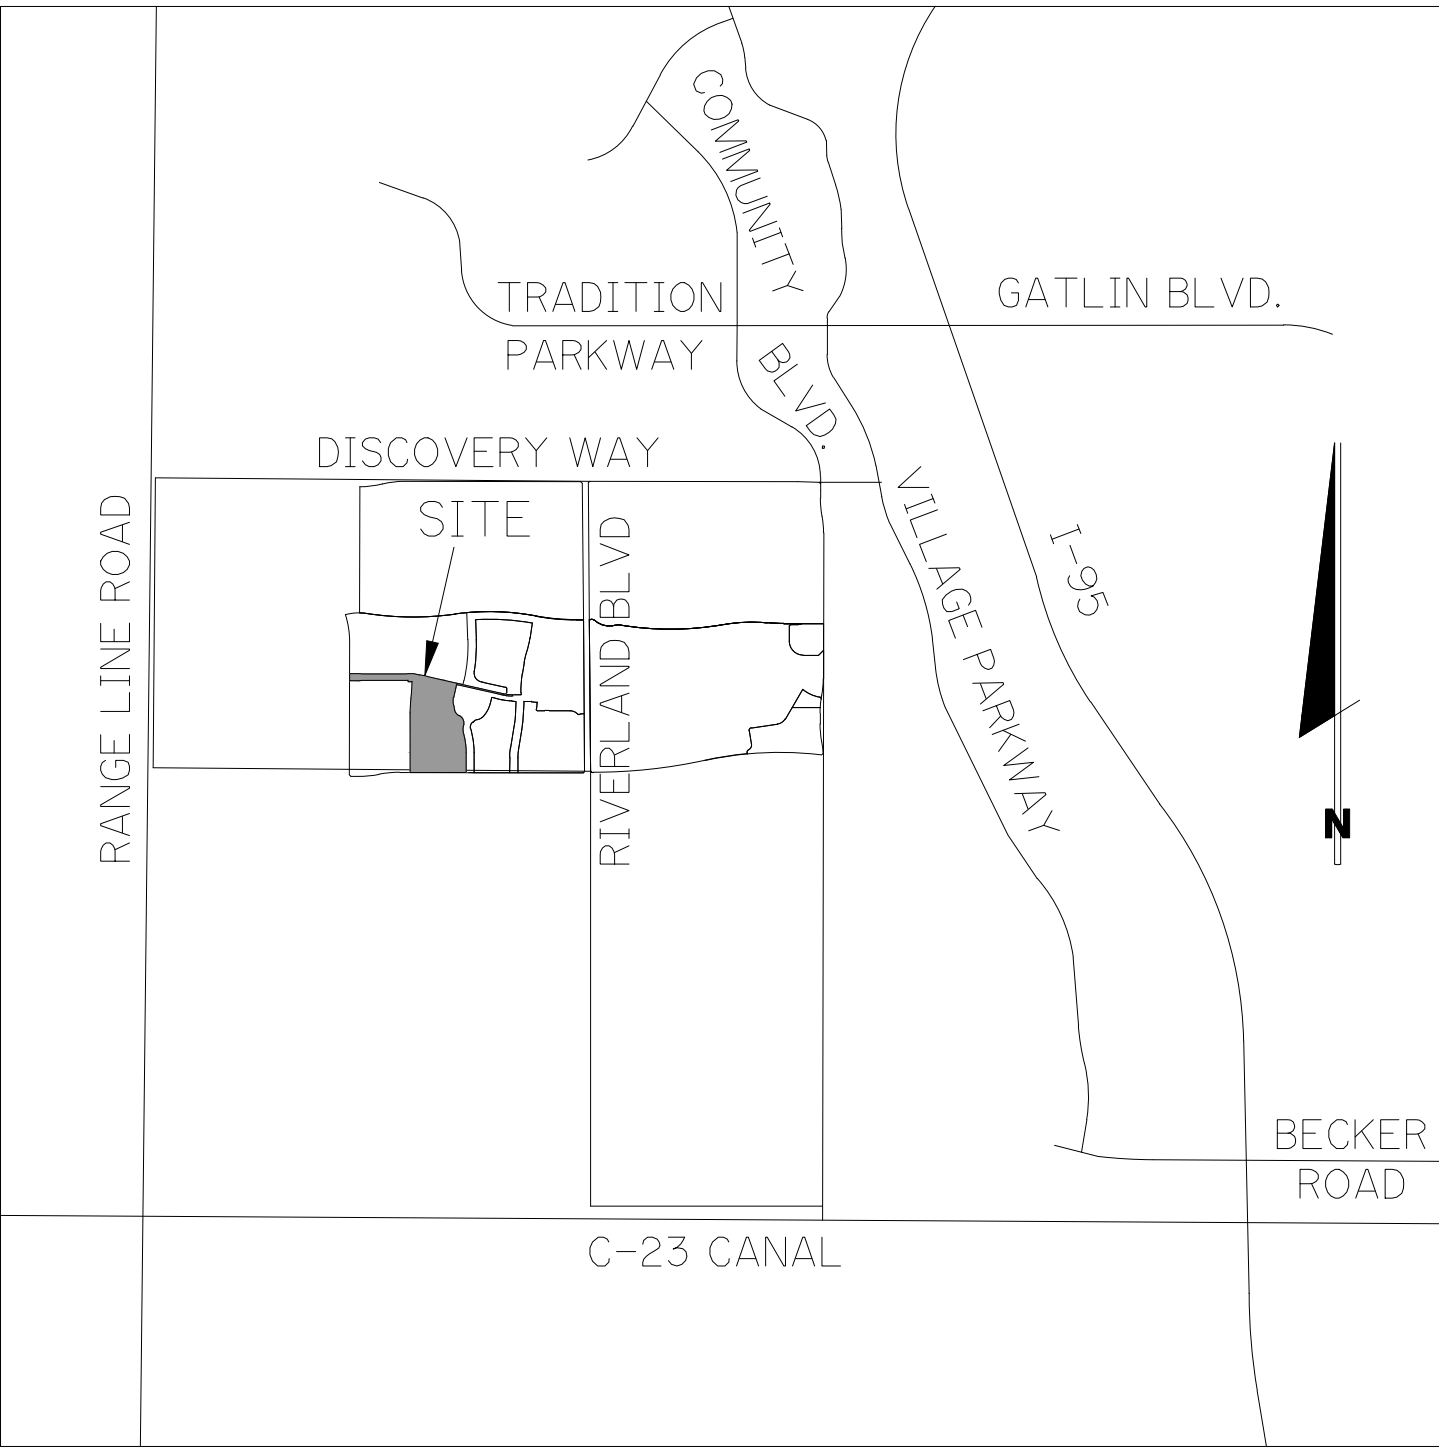 COMMUNITY
BLVD.
TRADITION
PARKWAY
GATLIN BLVD.
DISCOVERY WAY
SITE
RANGE LINE ROAD
RIVERLAND BLVD
VILLAGE PARKWAY
I-95
N
BECKER
ROAD
C-23 CANAL